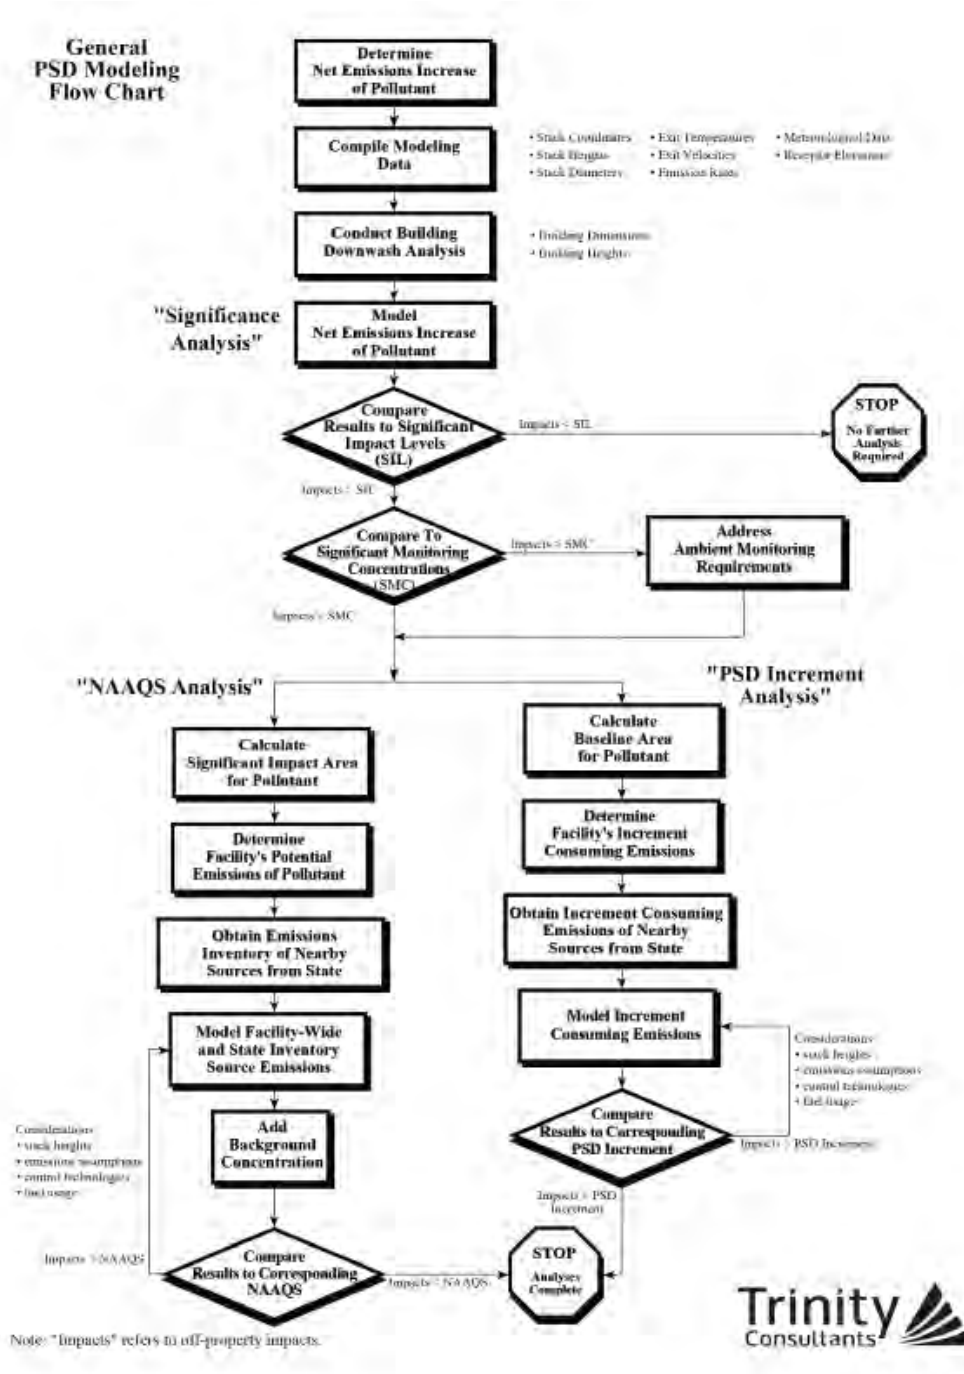 General
PSD Modeling
Flow Chart
Determine
Net Emissions Increase
of Pollutant
Compile Modeling
Data
• Stack Coordinates
• Stack Heights
• Stack Diameters
• Exit Temperatures
• Exit Velocities
• Emission Rates
• Meteorological Data
• Receptor Elevations
Conduct Building
Downwash Analysis
• Building Dimensions
• Building Heights
"Significance
Analysis"
Model
Net Emissions Increase
of Pollutant
Compare
Results to Significant
Impact Levels
(SIL)
Impacts < SIL
STOP
No Further
Analysis
Required
Impacts SIL
Compare To
Significant Monitoring
Concentrations
(SMC)
Impacts SMC
Address
Ambient Monitoring
Requirements
Impacts SMC
"NAAQS Analysis"
"PSD Increment
Analysis"
Calculate
Significant Impact Area
for Pollutant
Determine
Facility's Potential
Emissions of Pollutant
Obtain Emissions
Inventory of Nearby
Sources from State
Model Facility-Wide
and State Inventory
Source Emissions
Add
Background
Concentration
Considerations
• stack heights
• emissions assumptions
• control technologies
• fuel usage
Impacts >NAAQS
Compare
Results to Corresponding
NAAQS
Impacts NAAQS
Calculate
Baseline Area
for Pollutant
Determine
Facility's Increment
Consuming Emissions
Obtain Increment Consuming
Emissions of Nearby
Sources from State
Model Increment
Consuming Emissions
Considerations
• stack heights
• emissions assumptions
• control technologies
• fuel usage
Compare
Results to Corresponding
PSD Increment
Impacts > PSD Increment
Impacts PSD
Increment
STOP
Analyses
Complete
Trinity
Consultants
Note: "Impacts" refers to off-property impacts.